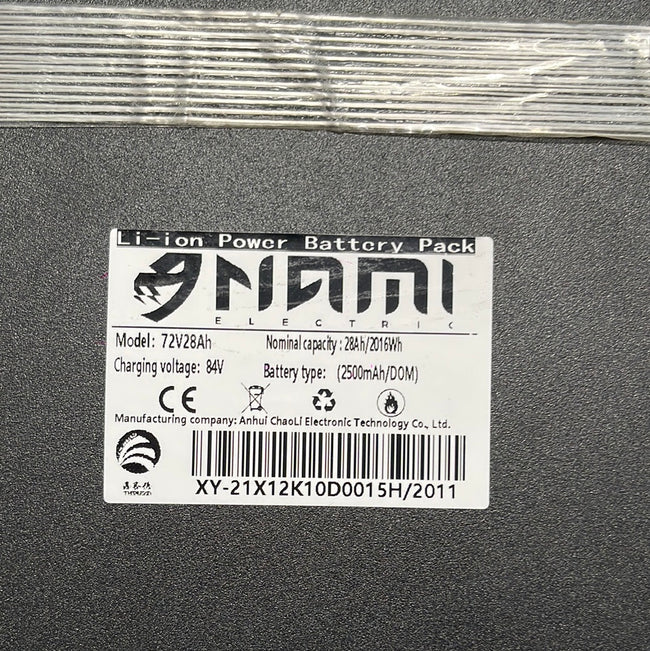 Li-ion Power Battery Pack
NAMI
ELECTRIC
Model: 72V28Ah Nominal capacity : 28Ah/2016Wh
Charging voltage: 84V Battery type: (2500mAh/DOM)
CE
Manufacturing company: Anhui ChaoLi Electronic Technology Co., Ltd.
XY-21X12K10D0015H/2011